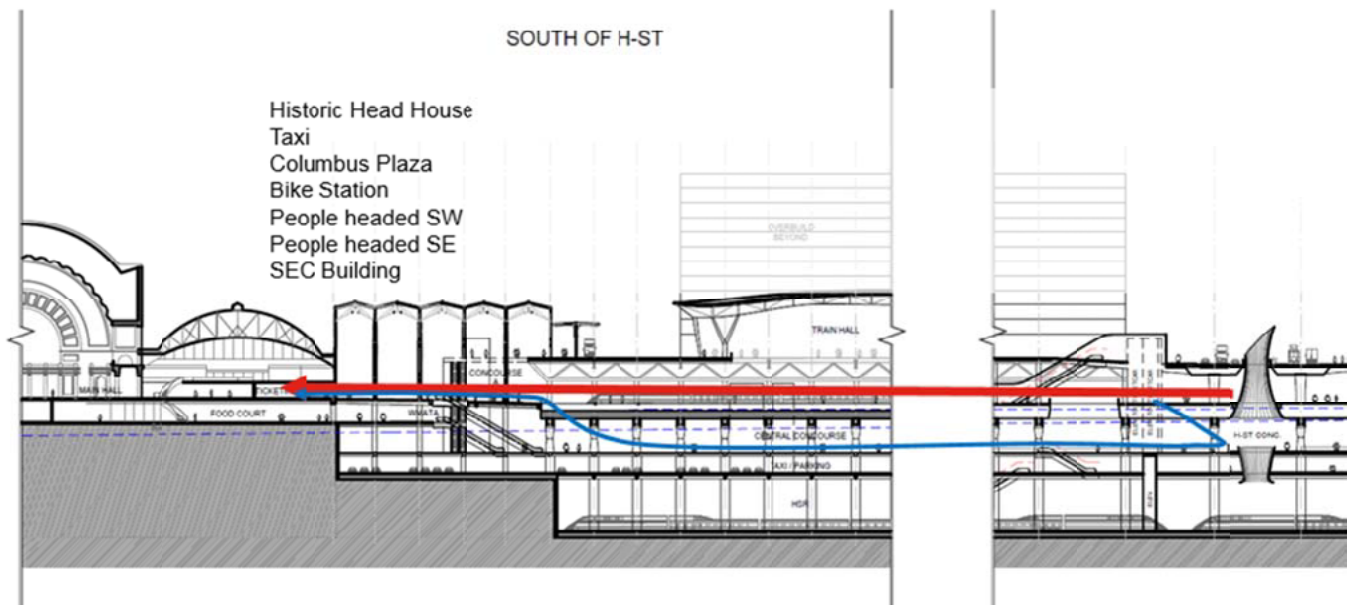 SOUTH OF H-ST
Historic Head House
Taxi
Columbus Plaza
Bike Station
People headed SW
People headed SE
SEC Building
OVERBUILD
BEYOND
TRAIN HALL
CONCOURSE
A
MAIN HALL
TICKET
FOOD COURT
WMATA
CENTRAL CONCOURSE
H-ST CONC.
TAXI / PARKING
HSR